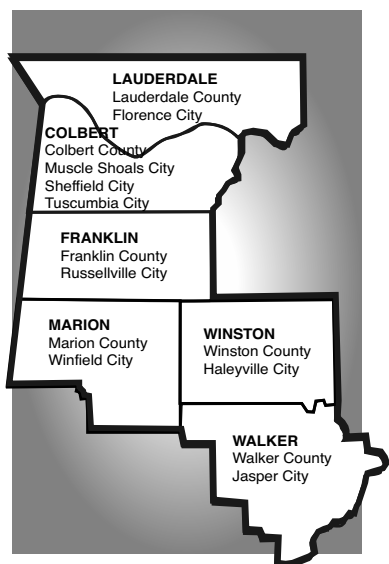 LAUDERDALE
Lauderdale County
Florence City
COLBERT
Colbert County
Muscle Shoals City
Sheffield City
Tuscumbia City
FRANKLIN
Franklin County
Russellville City
MARION
Marion County
Winfield City
WINSTON
Winston County
Haleyville City
WALKER
Walker County
Jasper City